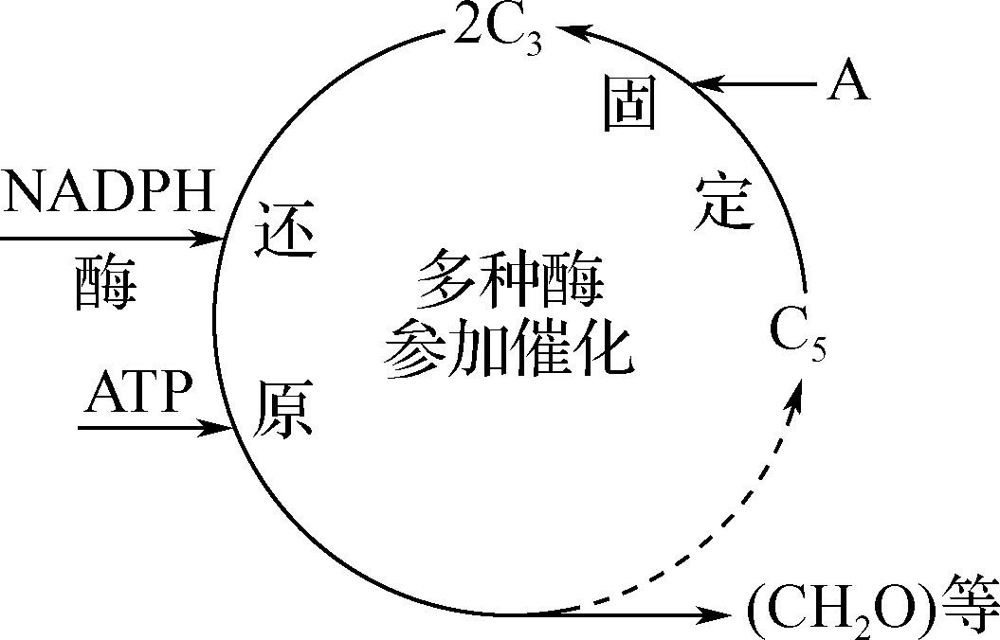 2C₃
A
固
定
NADPH
还
酶
多种酶
参加催化
C₅
ATP
原
(CH₂O)等